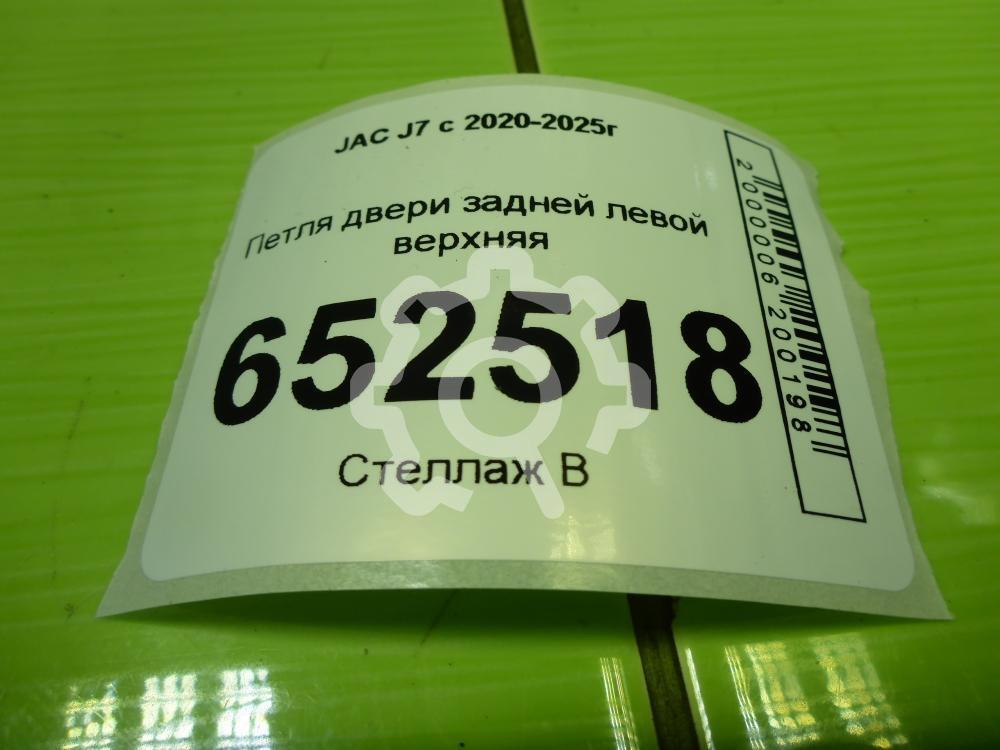 JAC J7 с 2020-2025г
Петля двери задней левой
верхняя
652518
Стеллаж В
2000006200198